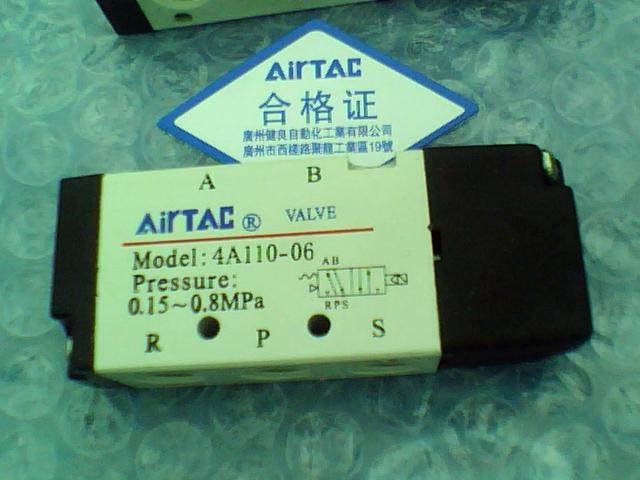 AirTAC
合格证
廣州健良自動化工業有限公司
廣州市西槎路聚龍工業區19號
A B
AirTAC ® VALVE
Model: 4A110-06
Pressure:
0.15~0.8MPa
A B
R P S
R P S